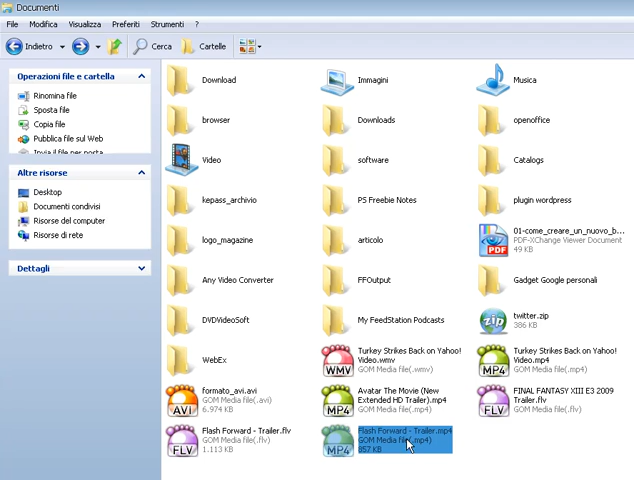 Documenti
File Modifica Visualizza Preferiti Strumenti ?
Indietro Cerca Cartelle
Operazioni file e cartella
Rinomina file
Sposta file
Copia file
Pubblica file sul Web
Invia il file per posta
Altre risorse
Desktop
Documenti condivisi
Risorse del computer
Risorse di rete
Dettagli
Download
Immagini
Musica
browser
Downloads
openoffice
Video
software
Catalogs
kepass_archivio
PS Freebie Notes
plugin wordpress
logo_magazine
articolo
PDF
01-come_creare_un_nuovo_b...
PDF-XChange Viewer Document
49 KB
Any Video Converter
FFOutput
Gadget Google personali
DVDVideoSoft
My FeedStation Podcasts
zip
twitter.zip
386 KB
WebEx
WMV
Turkey Strikes Back on Yahoo!
Video.wmv
GOM Media file(.wmv)
MP4
Turkey Strikes Back on Yahoo!
Video.mp4
GOM Media file(.mp4)
AVI
formato_avi.avi
GOM Media file(.avi)
6.974 KB
MP4
Avatar The Movie (New
Extended HD Trailer).mp4
GOM Media file(.mp4)
FLV
FINAL FANTASY XIII E3 2009
Trailer.flv
GOM Media file(.flv)
FLV
Flash Forward - Trailer.flv
GOM Media file(.flv)
1.113 KB
MP4
Flash Forward - Trailer.mp4
GOM Media file(.mp4)
857 KB